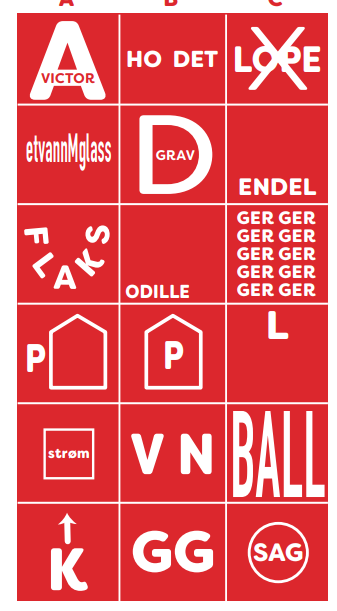 A B C
A
VICTOR
HO DET
LOPE
etvannMglass
D
GRAV
ENDEL
FLAKS
ODILLE
GER GER
GER GER
GER GER
GER GER
GER GER
P
P
L
strøm
V N
BALL
K
GG
SAG